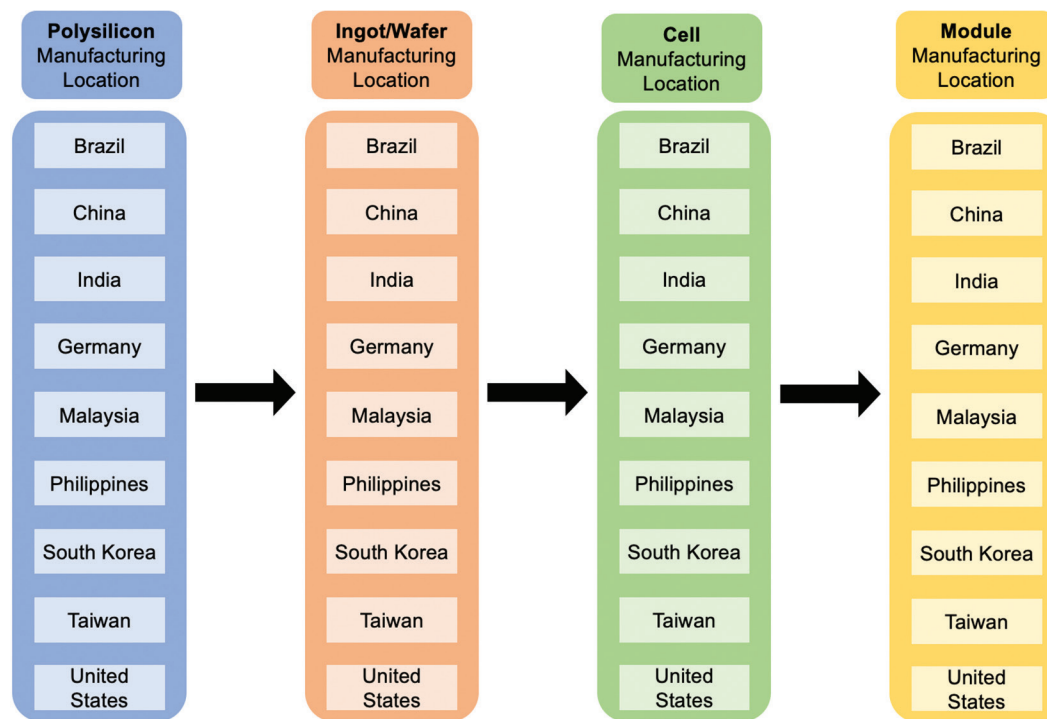 Polysilicon
Manufacturing
Location
Brazil
China
India
Germany
Malaysia
Philippines
South Korea
Taiwan
United
States
Ingot/Wafer
Manufacturing
Location
Brazil
China
India
Germany
Malaysia
Philippines
South Korea
Taiwan
United
States
Cell
Manufacturing
Location
Brazil
China
India
Germany
Malaysia
Philippines
South Korea
Taiwan
United
States
Module
Manufacturing
Location
Brazil
China
India
Germany
Malaysia
Philippines
South Korea
Taiwan
United
States